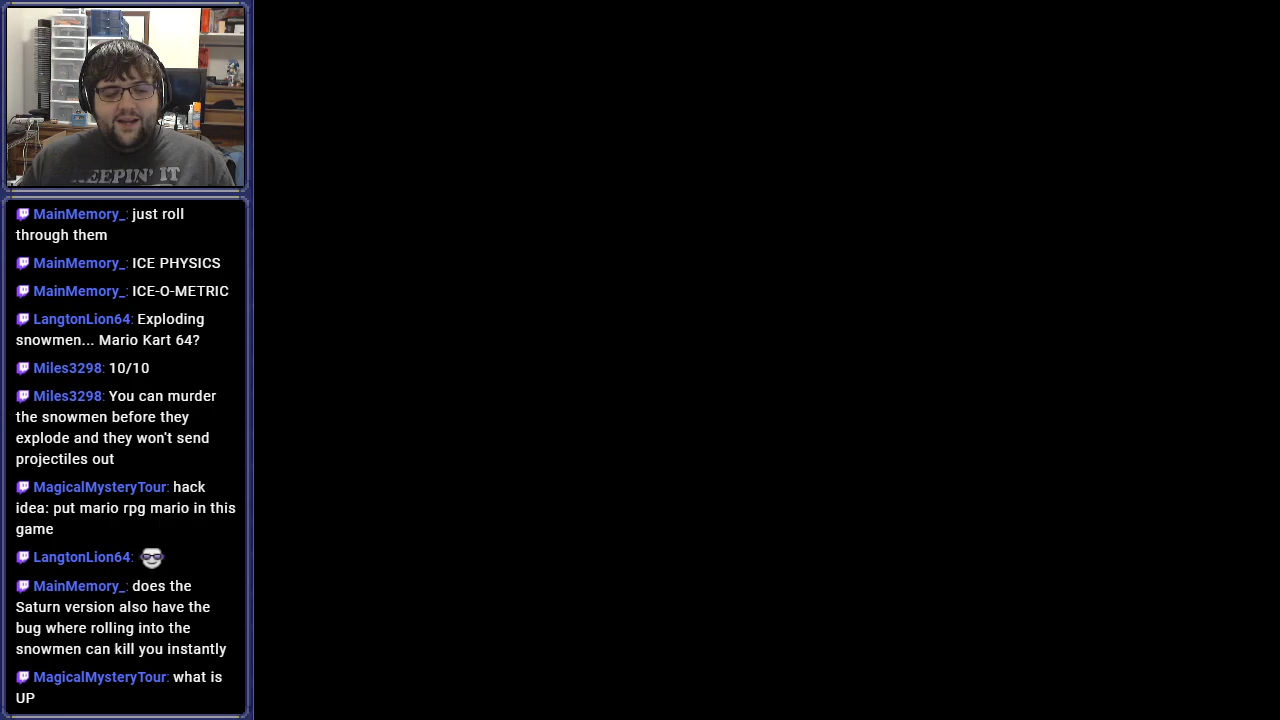 KEEPIN' IT
MainMemory_: just roll
through them
MainMemory_: ICE PHYSICS
MainMemory_: ICE-O-METRIC
LangtonLion64: Exploding
snowmen... Mario Kart 64?
Miles3298: 10/10
Miles3298: You can murder
the snowmen before they
explode and they won't send
projectiles out
MagicalMysteryTour: hack
idea: put mario rpg mario in this
game
LangtonLion64:
MainMemory_: does the
Saturn version also have the
bug where rolling into the
snowmen can kill you instantly
MagicalMysteryTour: what is
UP